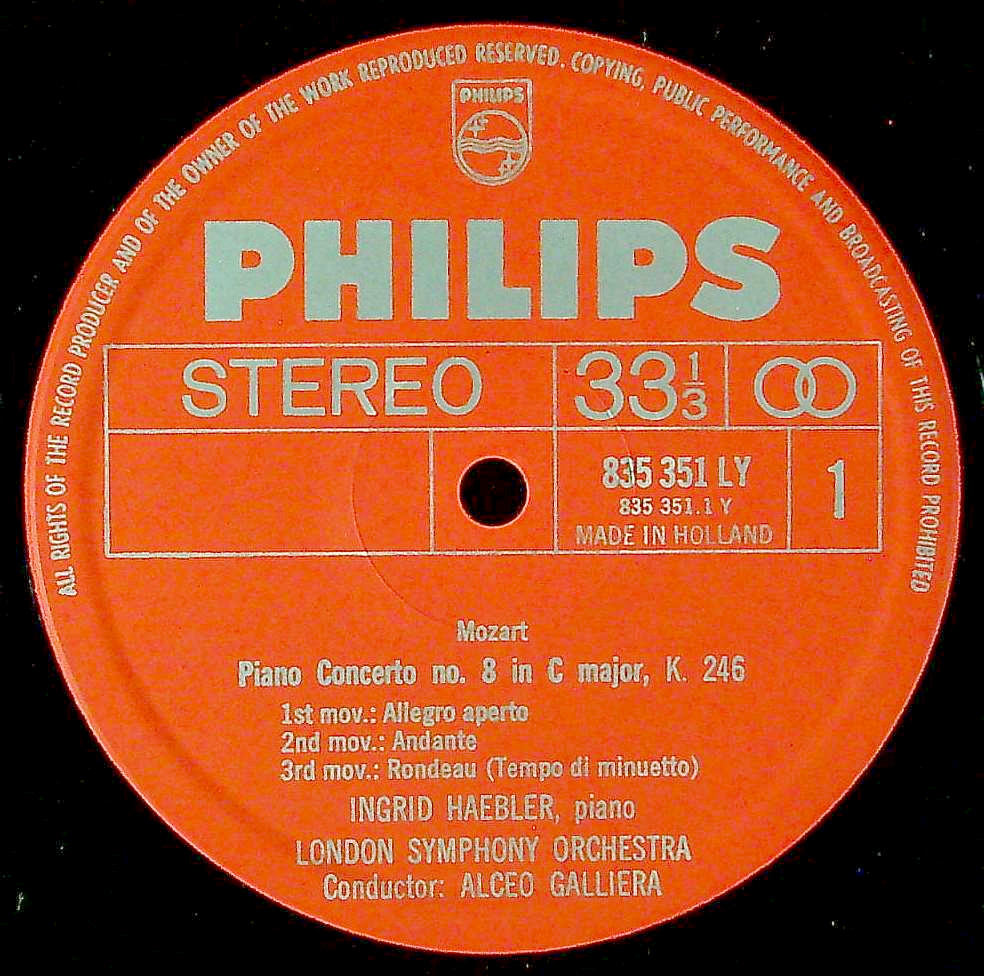 ALL RIGHTS OF THE RECORD PRODUCER AND OF THE OWNER OF THE WORK REPRODUCED RESERVED. COPYING, PUBLIC PERFORMANCE AND BROADCASTING OF THIS RECORD PROHIBITED
PHILIPS
PHILIPS
STEREO 33 1/3
835 351 LY 1
835 351.1 Y
MADE IN HOLLAND
Mozart
Piano Concerto no. 8 in C major, K. 246
1st mov.: Allegro aperto
2nd mov.: Andante
3rd mov.: Rondeau (Tempo di minuetto)
INGRID HAEBLER, piano
LONDON SYMPHONY ORCHESTRA
Conductor: ALCEO GALLIERA